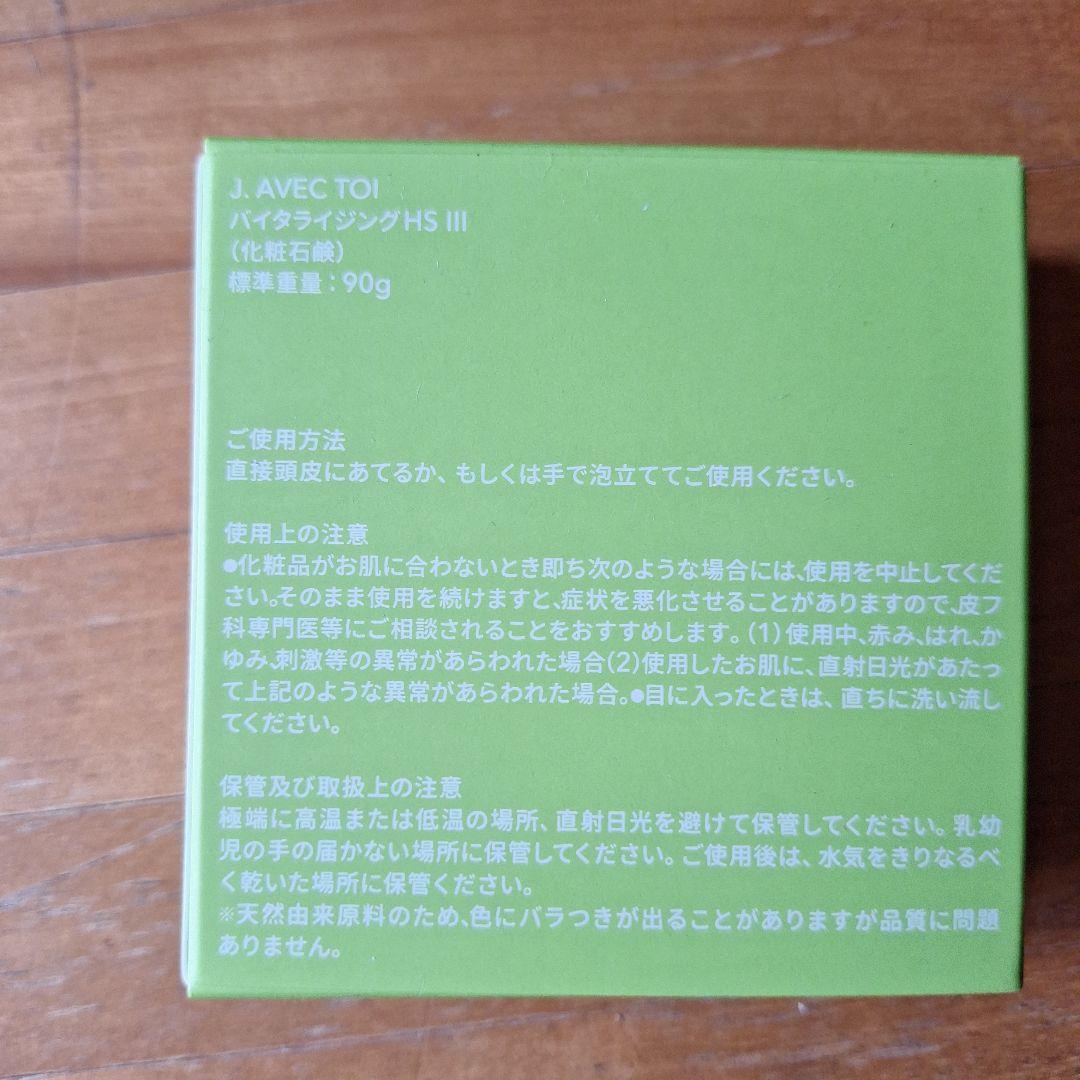 J. AVEC TOI
バイタライジングHS III
（化粧石鹸）
標準重量：90g
ご使用方法
直接頭皮にあてるか、もしくは手で泡立ててご使用ください。
使用上の注意
●化粧品がお肌に合わないとき即ち次のような場合には、使用を中止してくだ
さい。そのまま使用を続けますと、症状を悪化させることがありますので、皮フ
科専門医等にご相談されることをおすすめします。(1)使用中、赤み、はれ、か
ゆみ、刺激等の異常があらわれた場合(2)使用したお肌に、直射日光があたっ
て上記のような異常があらわれた場合。●目に入ったときは、直ちに洗い流し
てください。
保管及び取扱上の注意
極端に高温または低温の場所、直射日光を避けて保管してください。乳幼
児の手の届かない場所に保管してください。ご使用後は、水気をきりなるべ
く乾いた場所に保管ください。
※天然由来原料のため、色にバラつきが出ることがありますが品質に問題
ありません。